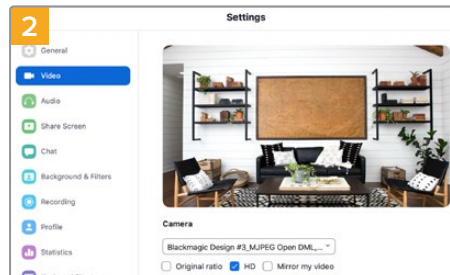 2
Settings
General
Video
Audio
Share Screen
Chat
Background & Filters
Recording
Profile
Statistics
Camera
Blackmagic Design #3_MJPEG Open DML,...
Original ratio HD Mirror my video